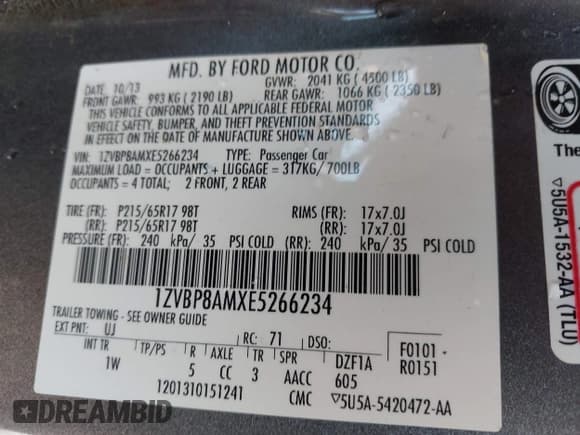 MFD. BY FORD MOTOR CO.
DATE: 10/13 GVWR: 2041 KG (4500 LB)
FRONT GAWR: 993 KG (2190 LB) REAR GAWR: 1066 KG (2350 LB)
THIS VEHICLE CONFORMS TO ALL APPLICABLE FEDERAL MOTOR
VEHICLE SAFETY, BUMPER, AND THEFT PREVENTION STANDARDS
IN EFFECT ON THE DATE OF MANUFACTURE SHOWN ABOVE.
VIN: 1ZVBP8AMXE5266234 TYPE: Passenger Car
MAXIMUM LOAD = OCCUPANTS + LUGGAGE = 317KG/700LB
OCCUPANTS = 4 TOTAL; 2 FRONT, 2 REAR
TIRE (FR): P215/65R17 98T RIMS (FR): 17x7.0J
(RR): P215/65R17 98T (RR): 17x7.0J
PRESSURE (FR): 240 kPa/ 35 PSI COLD (RR): 240 kPa/ 35 PSI COLD
1ZVBP8AMXE5266234
TRAILER TOWING - SEE OWNER GUIDE
EXT PNT: UJ RC: 71 DSO:
INT TR TP/PS R AXLE TR SPR DZF1A F0101-
1W 5 CC 3 AACC 605 R0151
1201310151241 CMC ▽5U5A-5420472-AA
The
▽5U5A-1532-AA (TLU)
DREAMBID